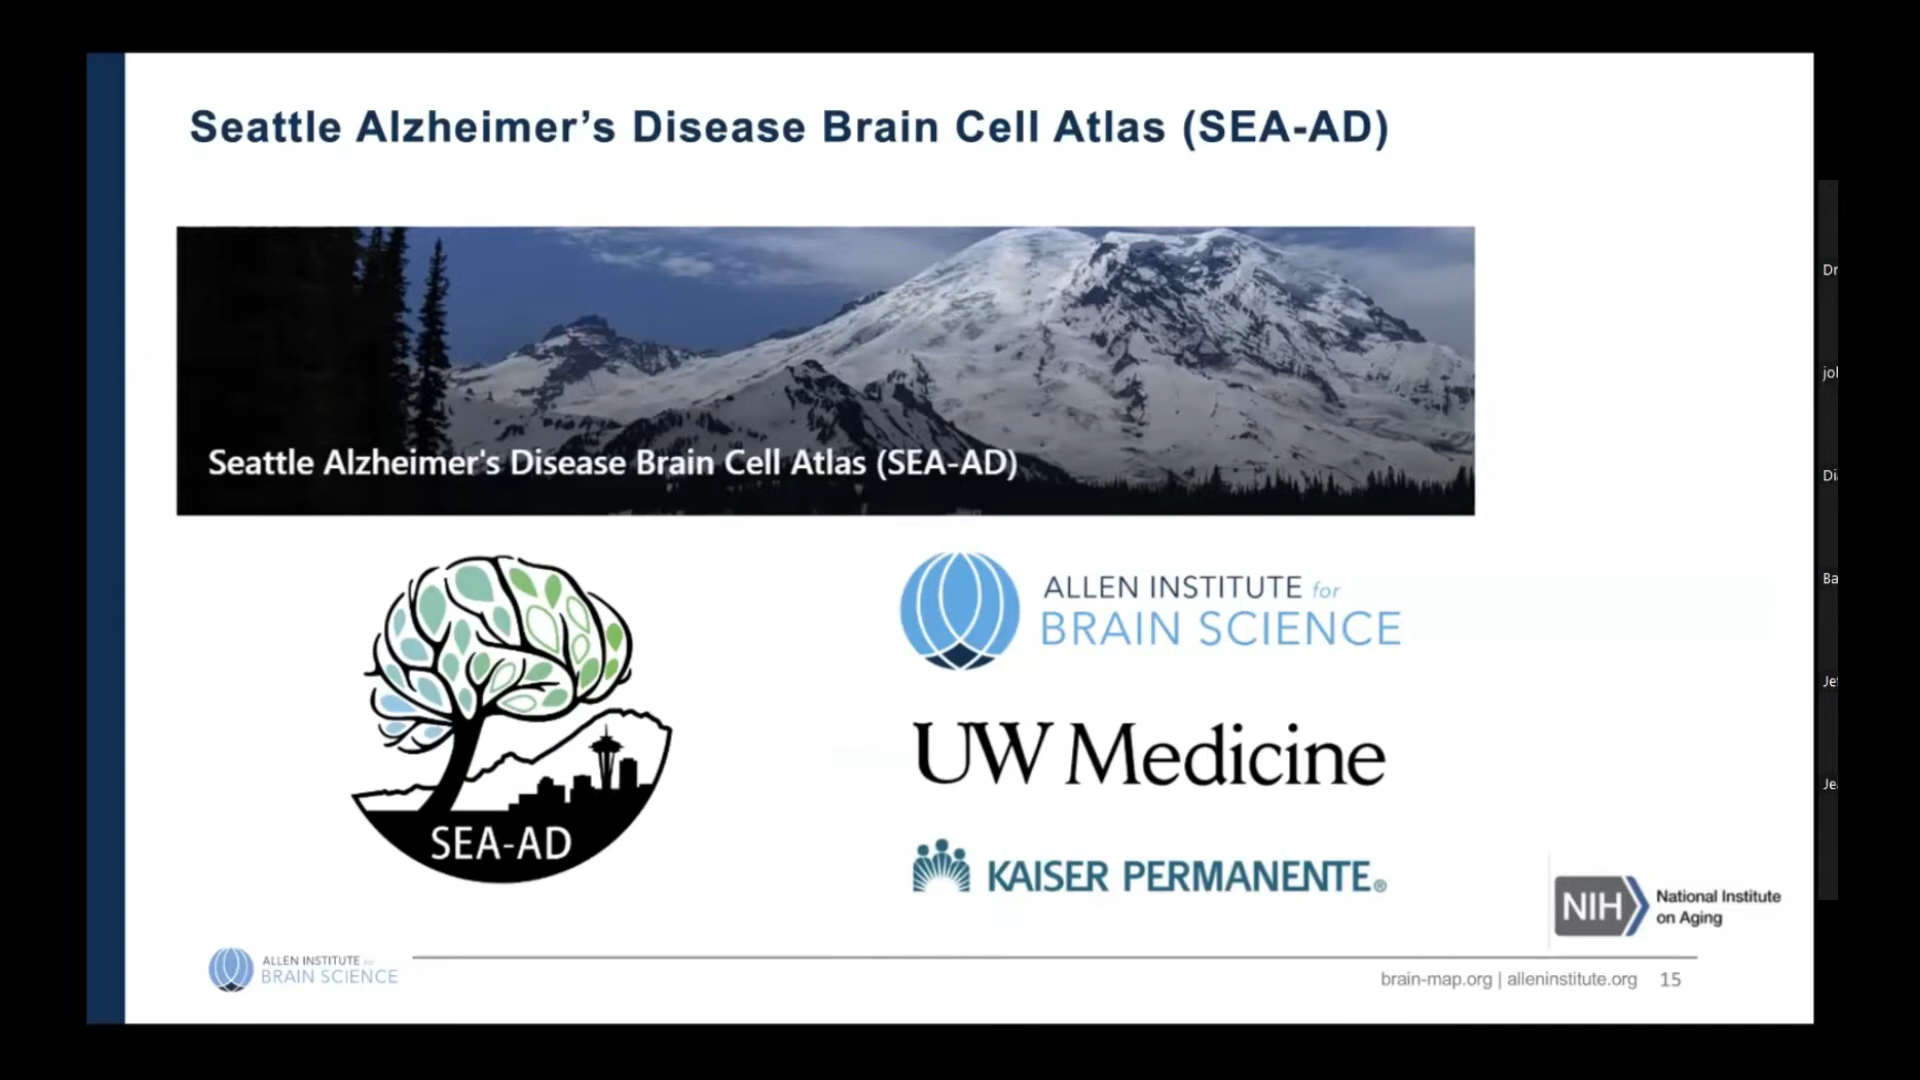 Seattle Alzheimer’s Disease Brain Cell Atlas (SEA-AD)
Seattle Alzheimer's Disease Brain Cell Atlas (SEA-AD)
SEA-AD
ALLEN INSTITUTE for
BRAIN SCIENCE
UW Medicine
KAISER PERMANENTE®
NIH
National Institute
on Aging
ALLEN INSTITUTE for
BRAIN SCIENCE
brain-map.org | alleninstitute.org 15
Dr
Di
Ba
Je